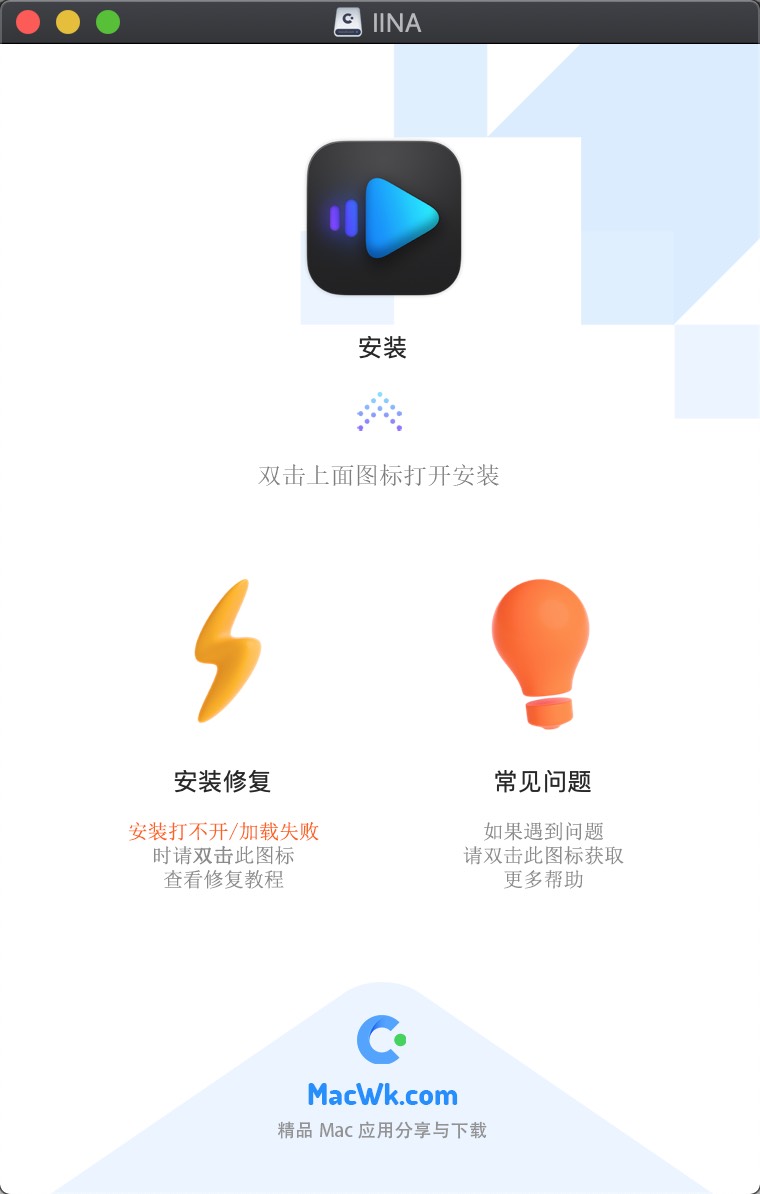 IINA
安装
双击上面图标打开安装
安装修复
安装打不开/加载失败
时请双击此图标
查看修复教程
常见问题
如果遇到问题
请双击此图标获取
更多帮助
MacWk.com
精品 Mac 应用分享与下载